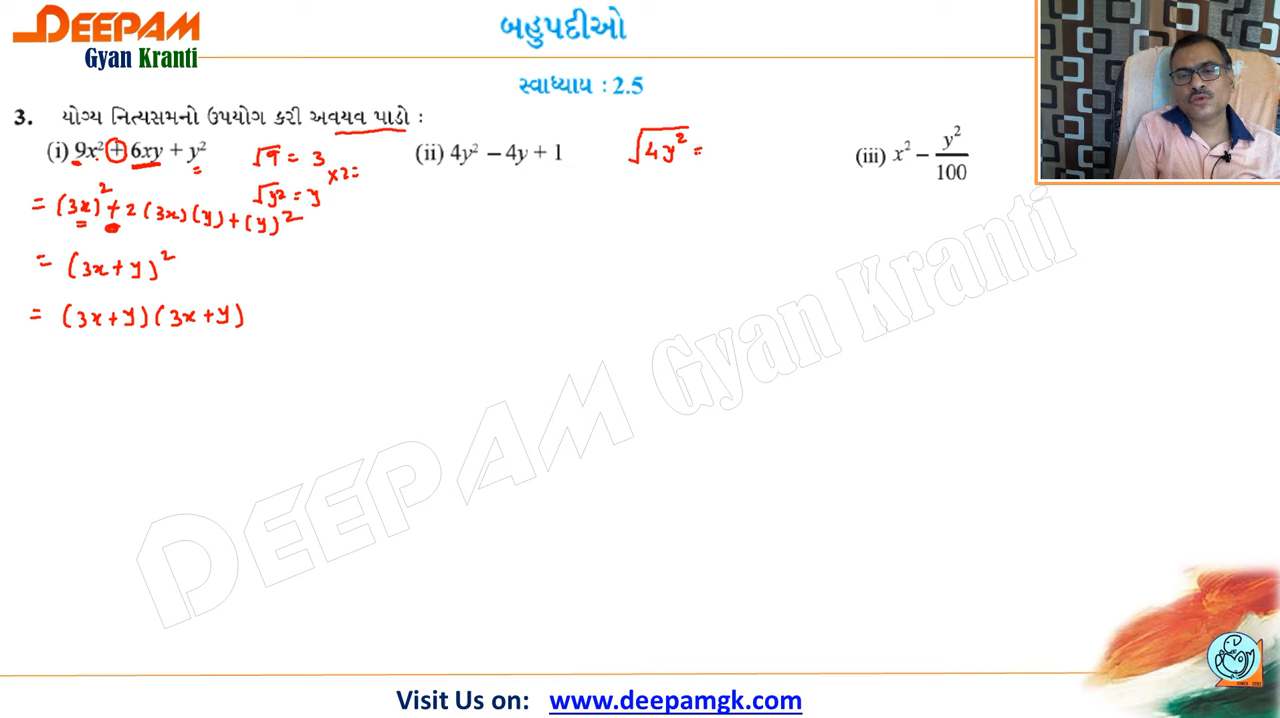 DEEPAM
Gyan Kranti
બહુપદીઓ
સ્વાધ્યાય : 2.5
3. યોગ્ય નિત્યસમનો ઉપયોગ કરી અવયવ પાડો :
(i) 9x² + 6xy + y²
√9 = 3
×2=
√y² = y
= (3x)² + 2 (3x) (y) + (y)²
= (3x + y)²
= (3x + y) (3x + y)
(ii) 4y² – 4y + 1
√4y² =
(iii) x² – y²/100
DEEPAM Gyan Kranti
Visit Us on: www.deepamgk.com